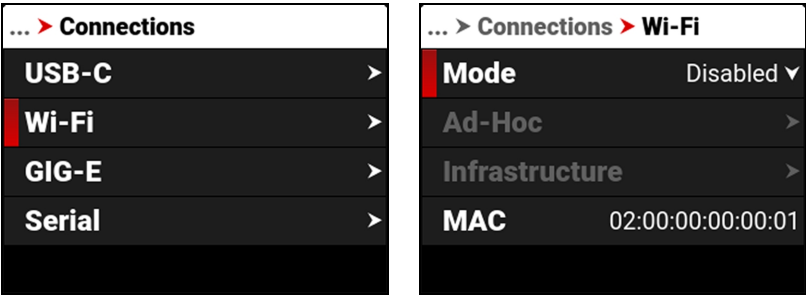 ... > Connections
USB-C
Wi-Fi
GIG-E
Serial
... > Connections > Wi-Fi
Mode Disabled
Ad-Hoc
Infrastructure
MAC 02:00:00:00:00:01